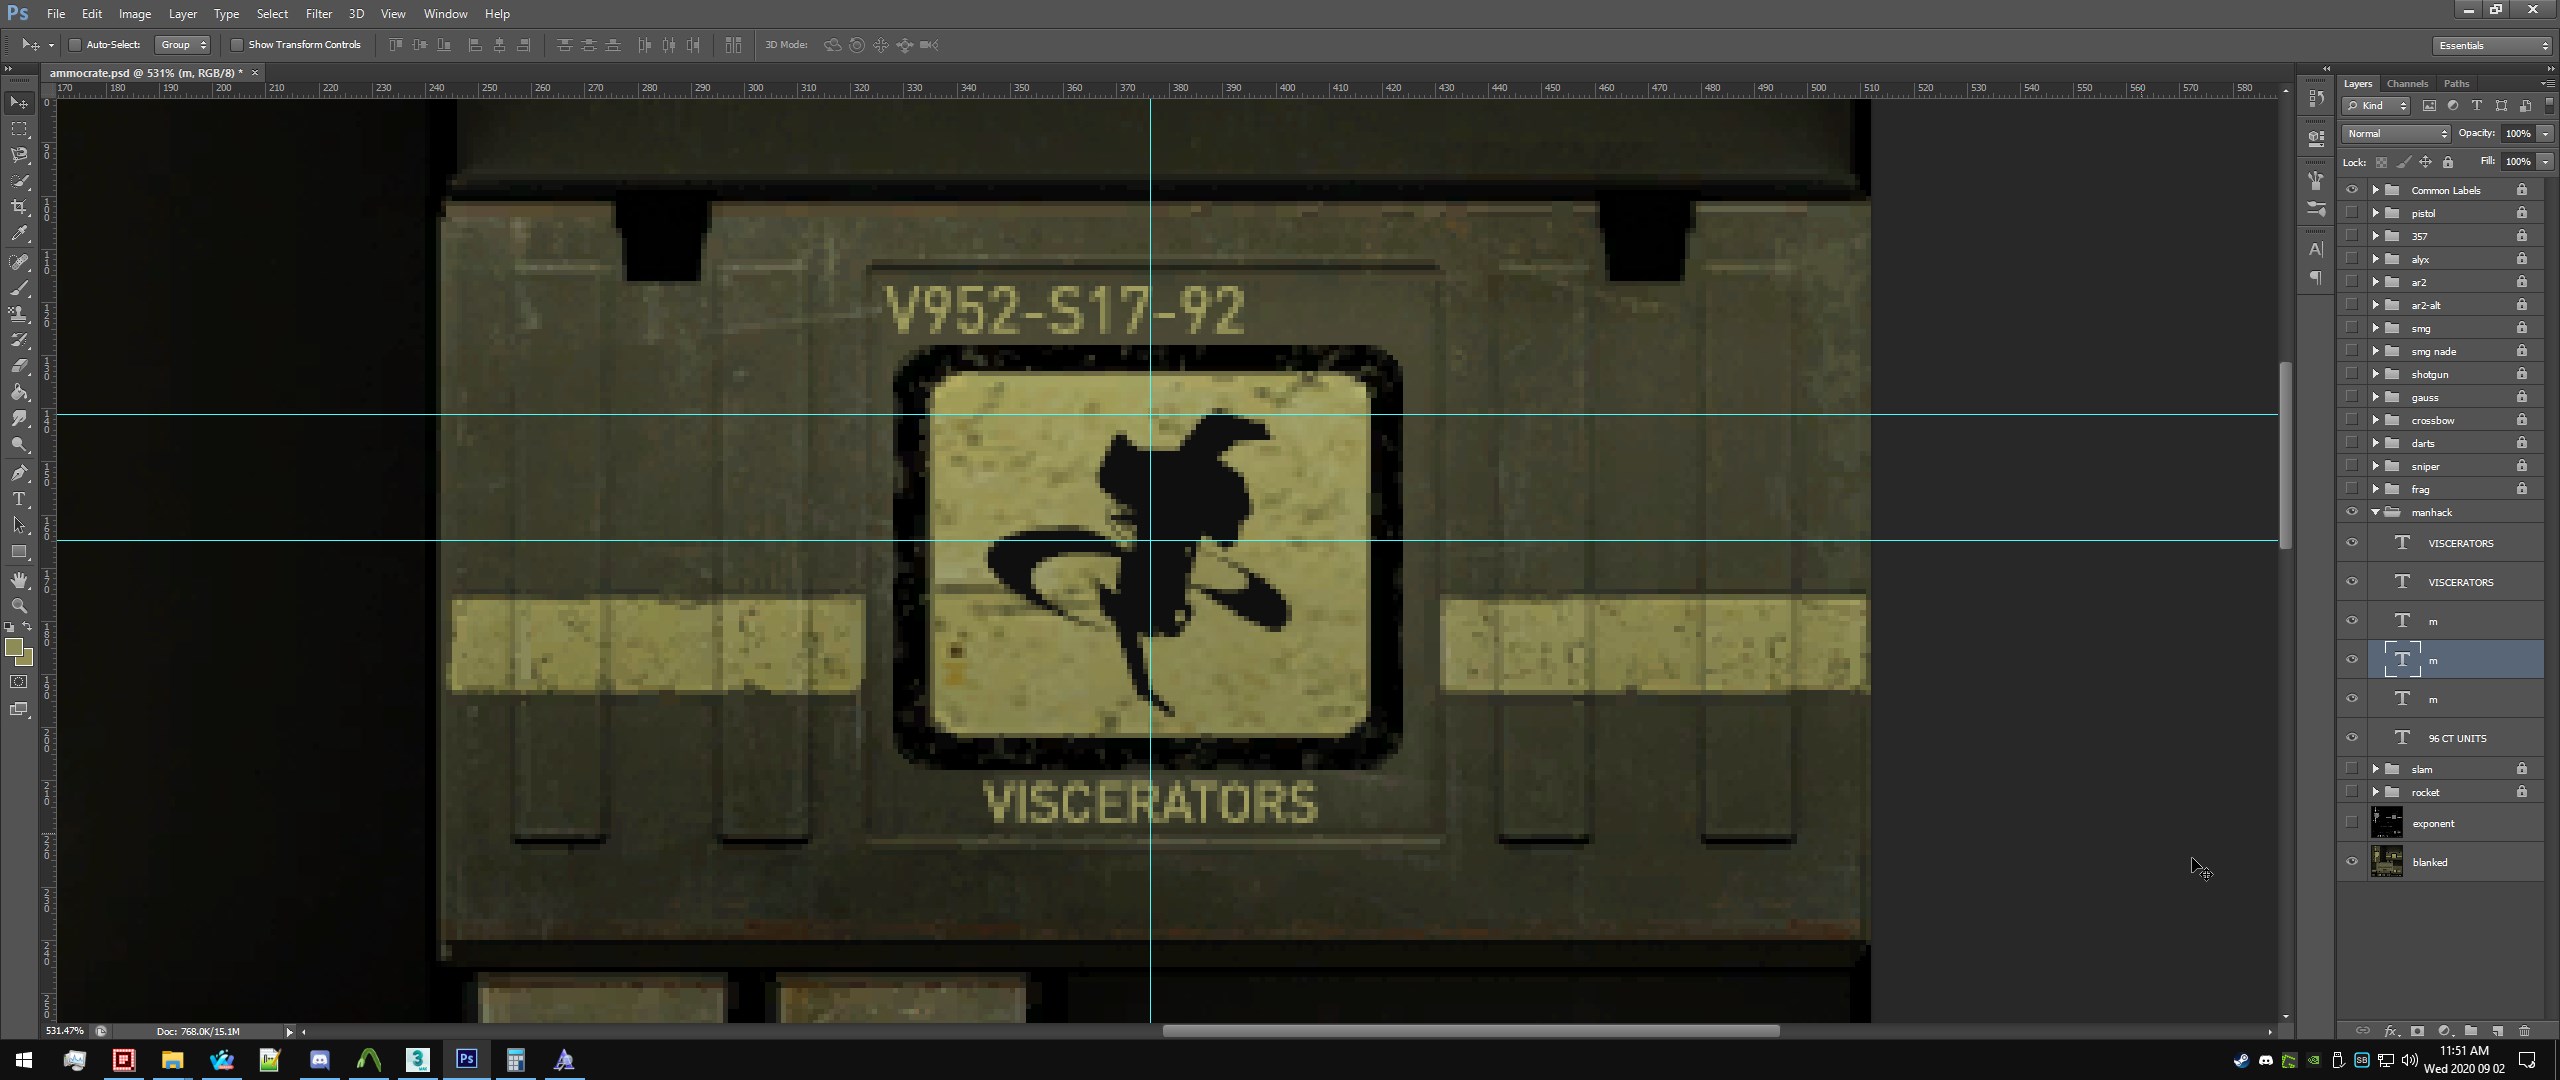 Ps File Edit Image Layer Type Select Filter 3D View Window Help
Auto-Select: Group Show Transform Controls 3D Mode: Essentials
ammocrate.psd @ 531% (m, RGB/8) * ×
170 180 190 200 210 220 230 240 250 260 270 280 290 300 310 320 330 340 350 360 370 380 390 400 410 420 430 440 450 460 470 480 490 500 510 520 530 540 550 560 570 580
V952-S17-92
VISCERATORS
Layers Channels Paths
Kind
Normal Opacity: 100%
Lock: Fill: 100%
Common Labels
pistol
357
alyx
ar2
ar2-alt
smg
smg nade
shotgun
gauss
crossbow
darts
sniper
frag
manhack
VISCERATORS
VISCERATORS
m
m
m
96 CT UNITS
slam
rocket
exponent
blanked
531.47% Doc: 768.0K/15.1M
11:51 AM
Wed 2020 09 02